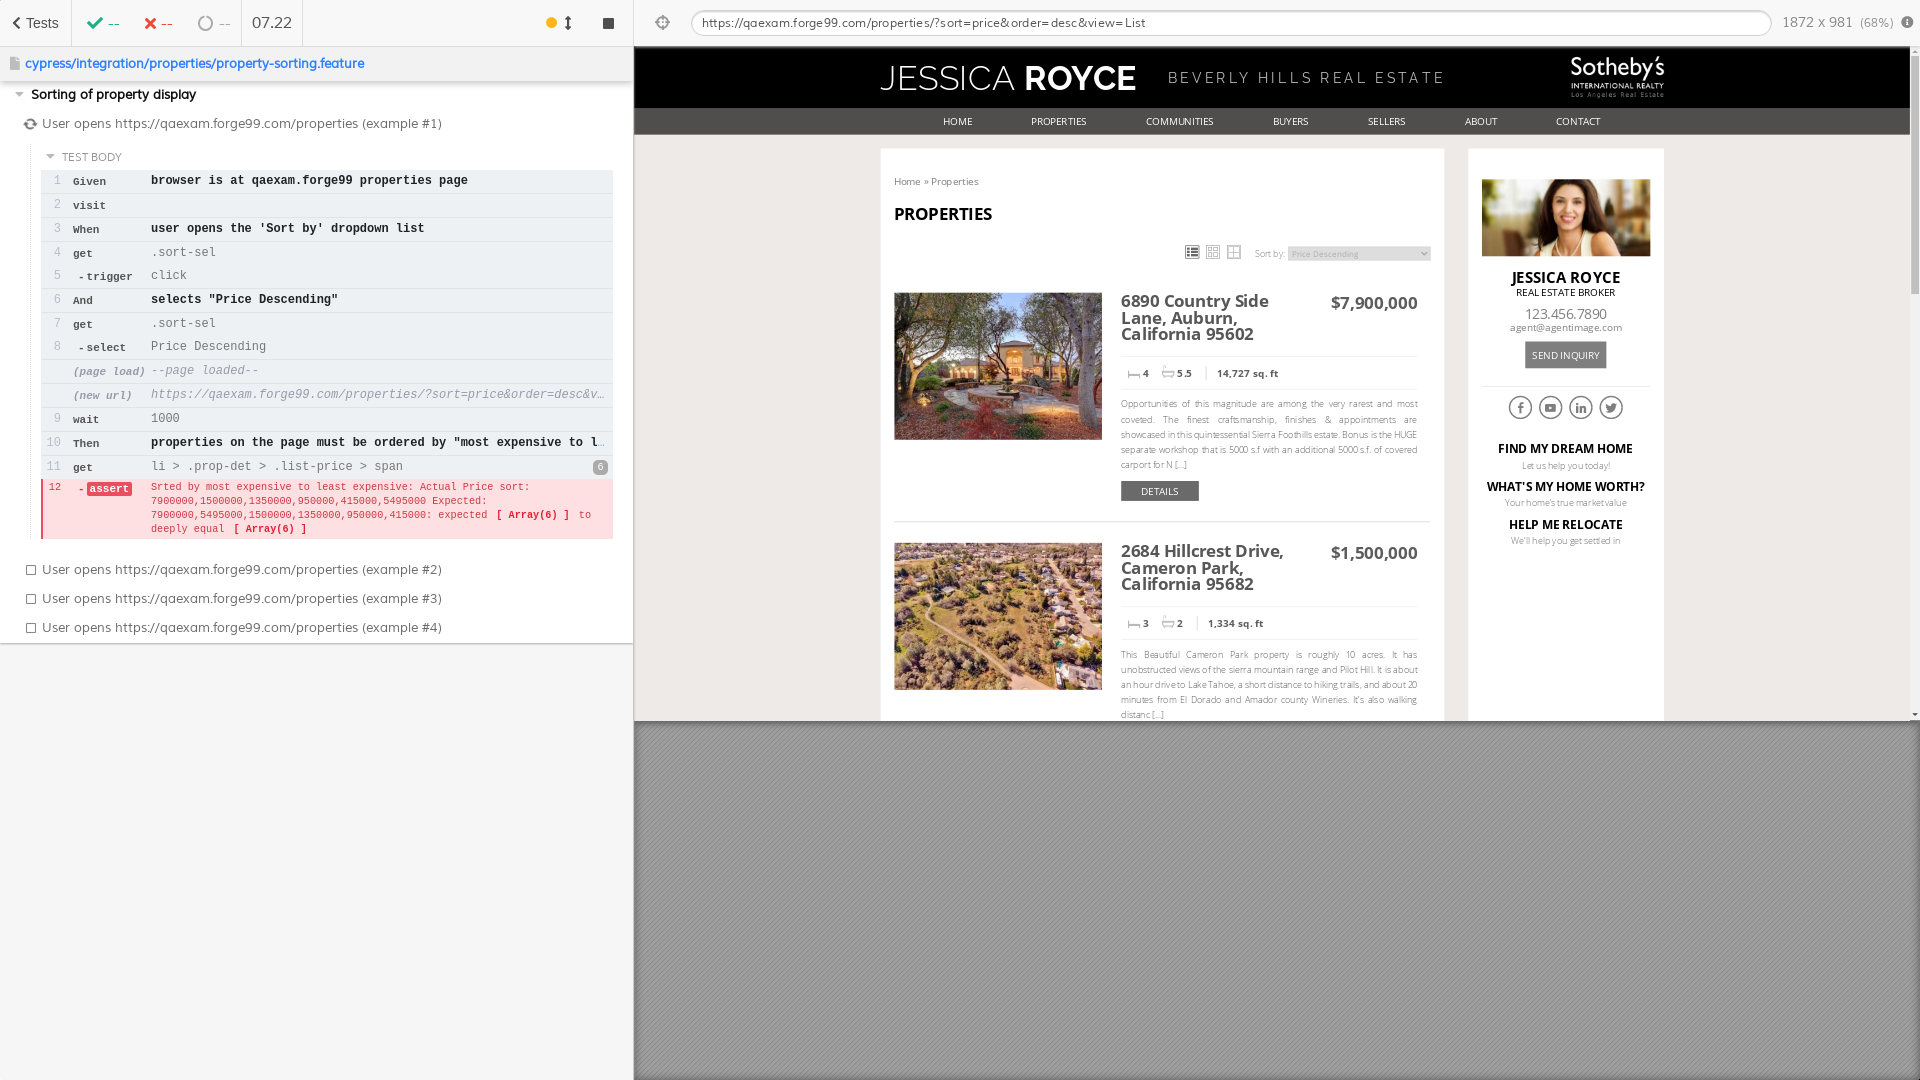 Tests
--
--
--
07.22
https://qaexam.forge99.com/properties/?sort=price&order=desc&view=List
1872 x 981 (68%)
cypress/integration/properties/property-sorting.feature
Sorting of property display
User opens https://qaexam.forge99.com/properties (example #1)
TEST BODY
1 Given browser is at qaexam.forge99 properties page
2 visit
3 When user opens the 'Sort by' dropdown list
4 get .sort-sel
5 -trigger click
6 And selects "Price Descending"
7 get .sort-sel
8 -select Price Descending
(page load) --page loaded--
(new url) https://qaexam.forge99.com/properties/?sort=price&order=desc&v…
9 wait 1000
10 Then properties on the page must be ordered by "most expensive to l…
11 get li > .prop-det > .list-price > span 6
12 -assert Srted by most expensive to least expensive: Actual Price sort:
7900000,1500000,1350000,950000,415000,5495000 Expected:
7900000,5495000,1500000,1350000,950000,415000: expected [ Array(6) ] to
deeply equal [ Array(6) ]
User opens https://qaexam.forge99.com/properties (example #2)
User opens https://qaexam.forge99.com/properties (example #3)
User opens https://qaexam.forge99.com/properties (example #4)
JESSICA ROYCE
BEVERLY HILLS REAL ESTATE
Sotheby's
INTERNATIONAL REALTY
Los Angeles Real Estate
HOME PROPERTIES COMMUNITIES BUYERS SELLERS ABOUT CONTACT
Home » Properties
PROPERTIES
Sort by: Price Descending
6890 Country Side
Lane, Auburn,
California 95602
$7,900,000
4 5.5 14,727 sq. ft
Opportunities of this magnitude are among the very rarest and most
coveted. The finest craftsmanship, finishes & appointments are
showcased in this quintessential Sierra Foothills estate. Bonus is the HUGE
separate workshop that is 5000 s.f with an additional 5000 s.f. of covered
carport for N [...]
DETAILS
2684 Hillcrest Drive,
Cameron Park,
California 95682
$1,500,000
3 2 1,334 sq. ft
This Beautiful Cameron Park property is roughly 10 acres. It has
unobstructed views of the sierra mountain range and Pilot Hill. It is about
an hour drive to Lake Tahoe, a short distance to hiking trails, and about 20
minutes from El Dorado and Amador county Wineries. It's also walking
distanc [...]
JESSICA ROYCE
REAL ESTATE BROKER
123.456.7890
agent@agentimage.com
SEND INQUIRY
FIND MY DREAM HOME
Let us help you today!
WHAT'S MY HOME WORTH?
Your home's true market value
HELP ME RELOCATE
We'll help you get settled in